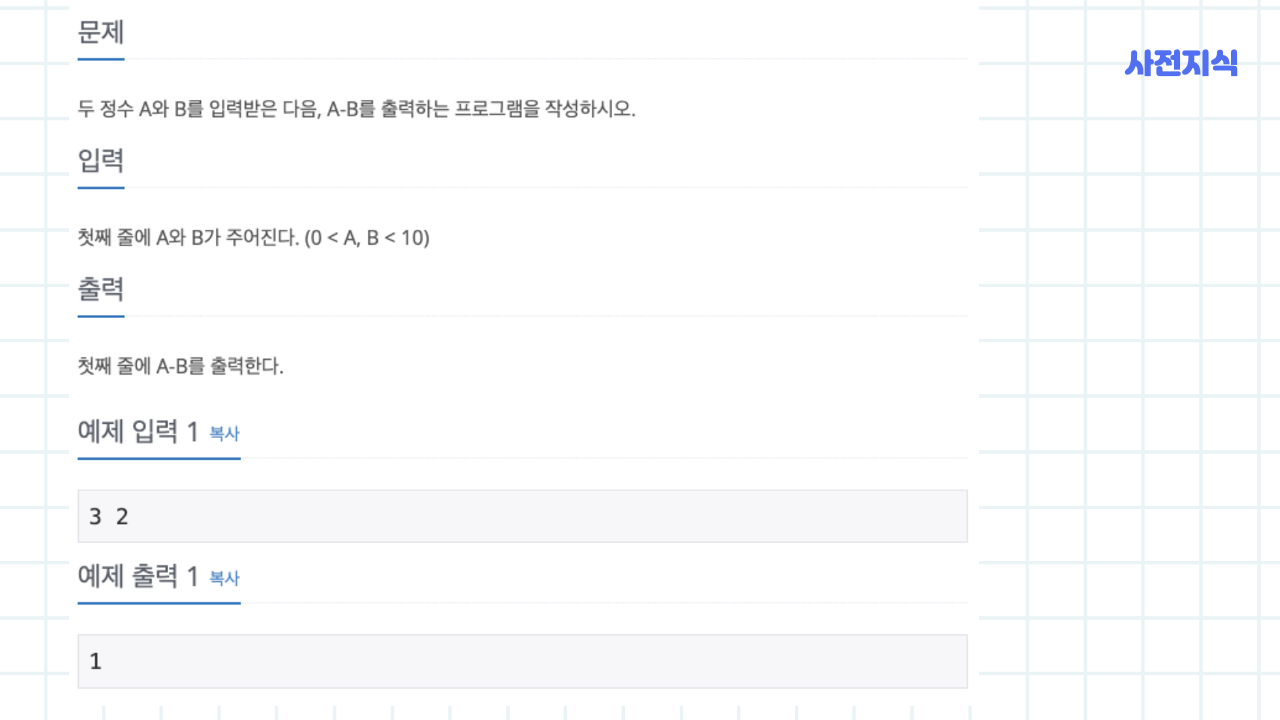 문제
사전지식
두 정수 A와 B를 입력받은 다음, A-B를 출력하는 프로그램을 작성하시오.
입력
첫째 줄에 A와 B가 주어진다. (0 < A, B < 10)
출력
첫째 줄에 A-B를 출력한다.
예제 입력 1 복사
3 2
예제 출력 1 복사
1